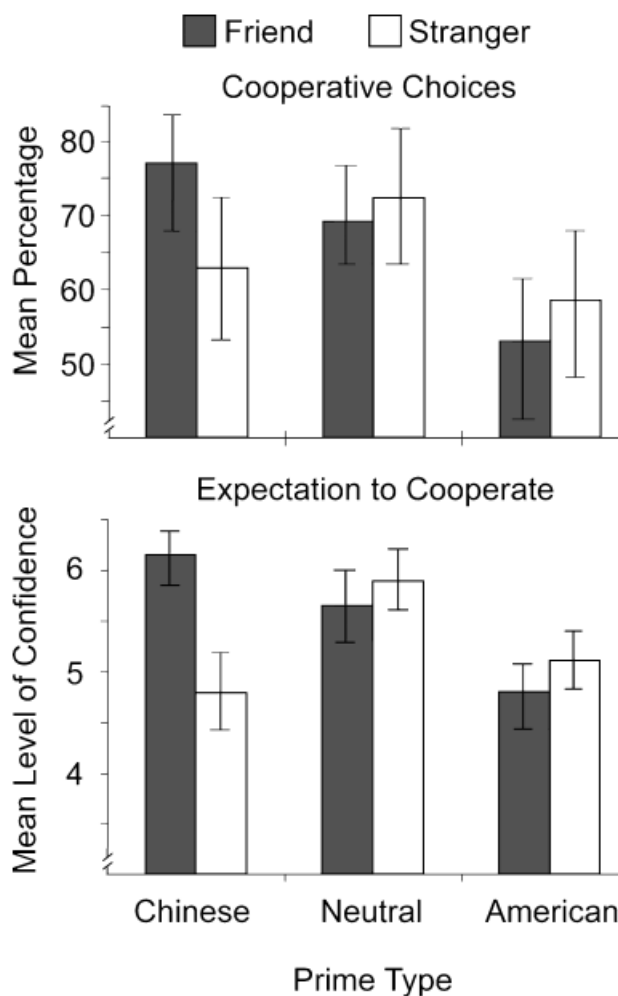 Friend Stranger
Cooperative Choices
Mean Percentage
80
70
60
50
Expectation to Cooperate
Mean Level of Confidence
6
5
4
Chinese Neutral American
Prime Type